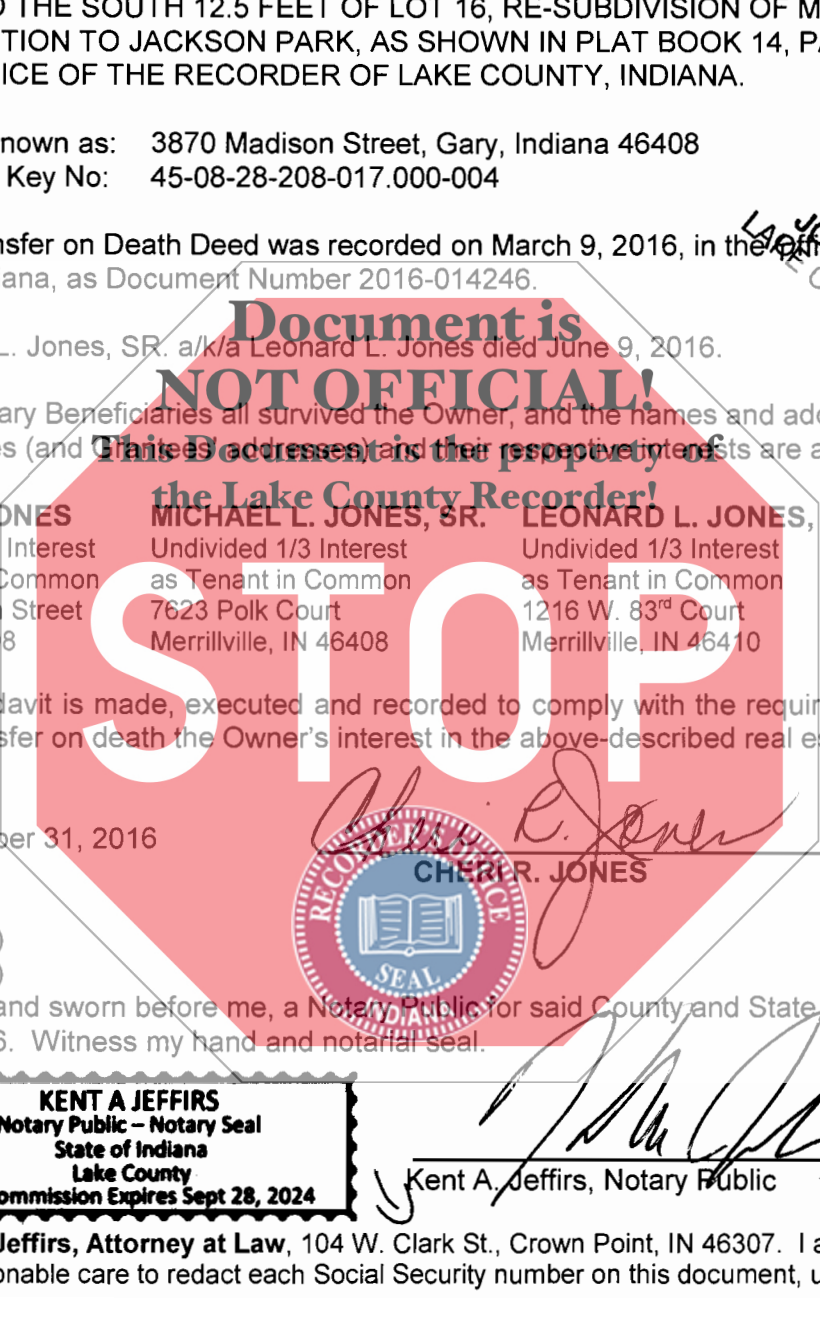 THE SOUTH 12.5 FEET OF LOT 16, RE-SUBDIVISION OF M
TION TO JACKSON PARK, AS SHOWN IN PLAT BOOK 14, PA
ICE OF THE RECORDER OF LAKE COUNTY, INDIANA.
nown as: 3870 Madison Street, Gary, Indiana 46408
Key No: 45-08-28-208-017.000-004
nsfer on Death Deed was recorded on March 9, 2016, in the
iana, as Document Number 2016-014246.
Document is
L. Jones, SR. a/k/a Leonard L. Jones died June 9, 2016.
NOT OFFICIAL!
ary Beneficiaries all survived the Owner, and the names and add
This Document is the property of
s (and Grantees' addresses) and their respective interests are a
the Lake County Recorder!
ONES MICHAEL L. JONES, SR. LEONARD L. JONES,
Interest Undivided 1/3 Interest Undivided 1/3 Interest
Common as Tenant in Common as Tenant in Common
Street 7623 Polk Court 1216 W. 83rd Court
8 Merrillville, IN 46408 Merrillville, IN 46410
STOP
davit is made, executed and recorded to comply with the requir
sfer on death the Owner's interest in the above-described real es
ber 31, 2016
Cheri R. Jones
CHERI R. JONES
RECORDER'S OFFICE
SEAL
INDIANA
and sworn before me, a Notary Public for said County and State
6. Witness my hand and notarial seal.
KENT A JEFFIRS
Notary Public – Notary Seal
State of Indiana
Lake County
ommission Expires Sept 28, 2024
Kent A. Jeffirs, Notary Public
Jeffirs, Attorney at Law, 104 W. Clark St., Crown Point, IN 46307. I a
onable care to redact each Social Security number on this document, u